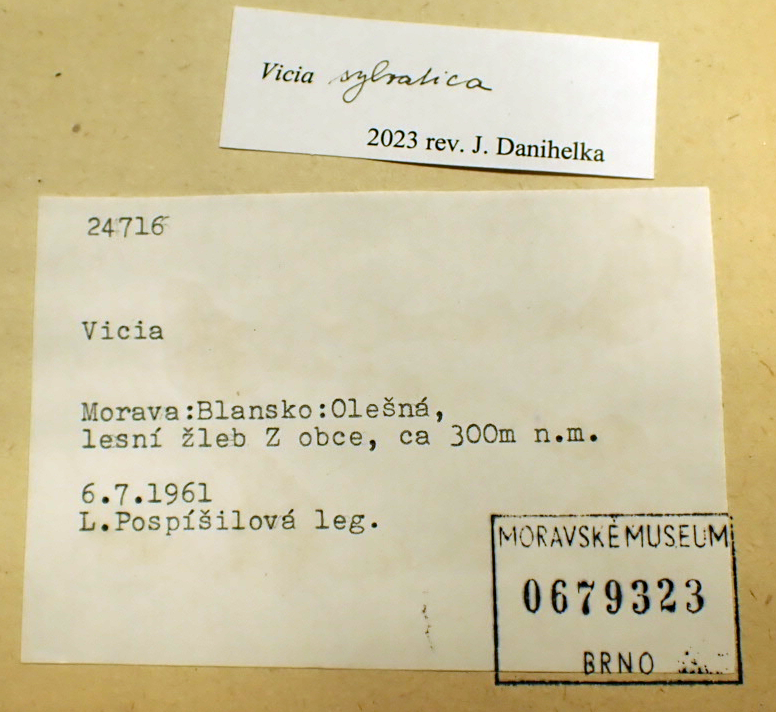 Vicia sylvatica
2023 rev. J. Danihelka
24716
Vicia
Morava:Blansko:Olešná,
lesní žleb Z obce, ca 300m n.m.
6.7.1961
L.Pospíšilová leg.
MORAVSKÉ MUSEUM
0679323
BRNO